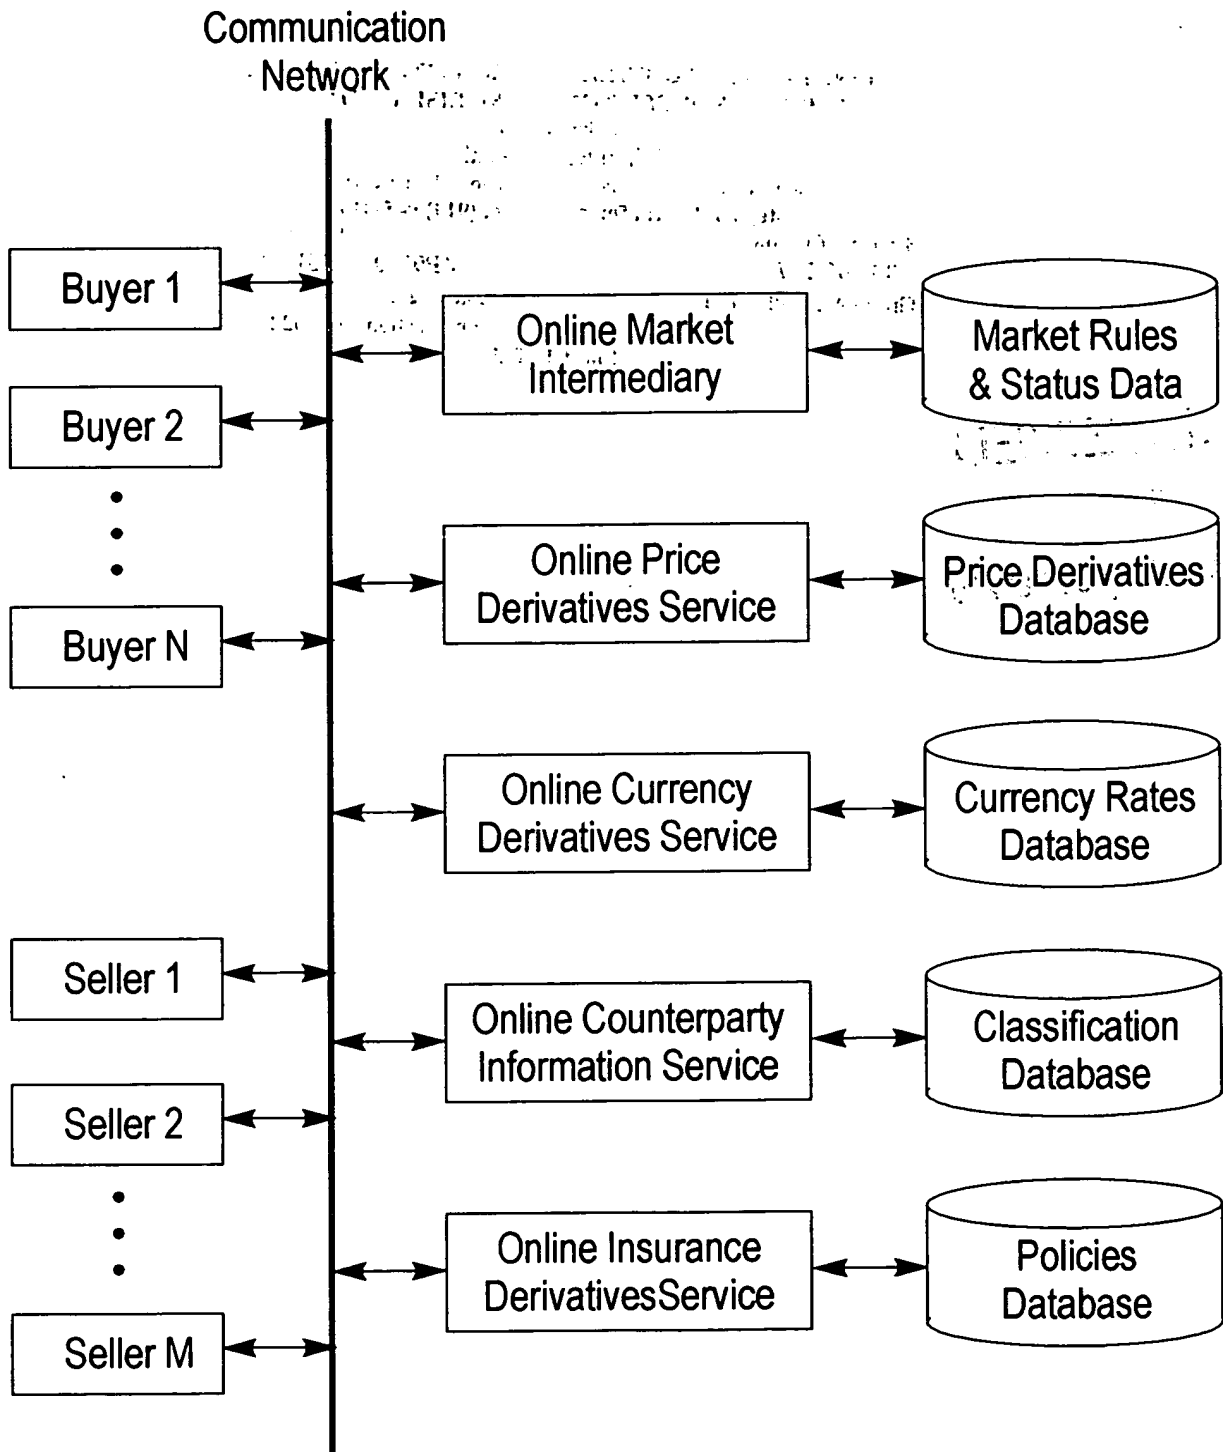 Communication
Network
Buyer 1
Online Market
Intermediary
Market Rules
& Status Data
Buyer 2
Online Price
Derivatives Service
Price Derivatives
Database
Buyer N
Online Currency
Derivatives Service
Currency Rates
Database
Seller 1
Online Counterparty
Information Service
Classification
Database
Seller 2
Online Insurance
DerivativesService
Policies
Database
Seller M